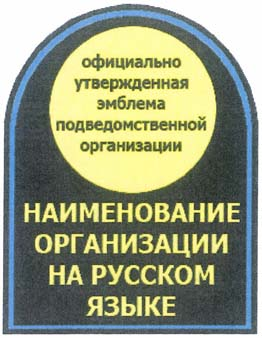 официально
утвержденная
эмблема
подведомственной
организации
НАИМЕНОВАНИЕ
ОРГАНИЗАЦИИ
НА РУССКОМ
ЯЗЫКЕ